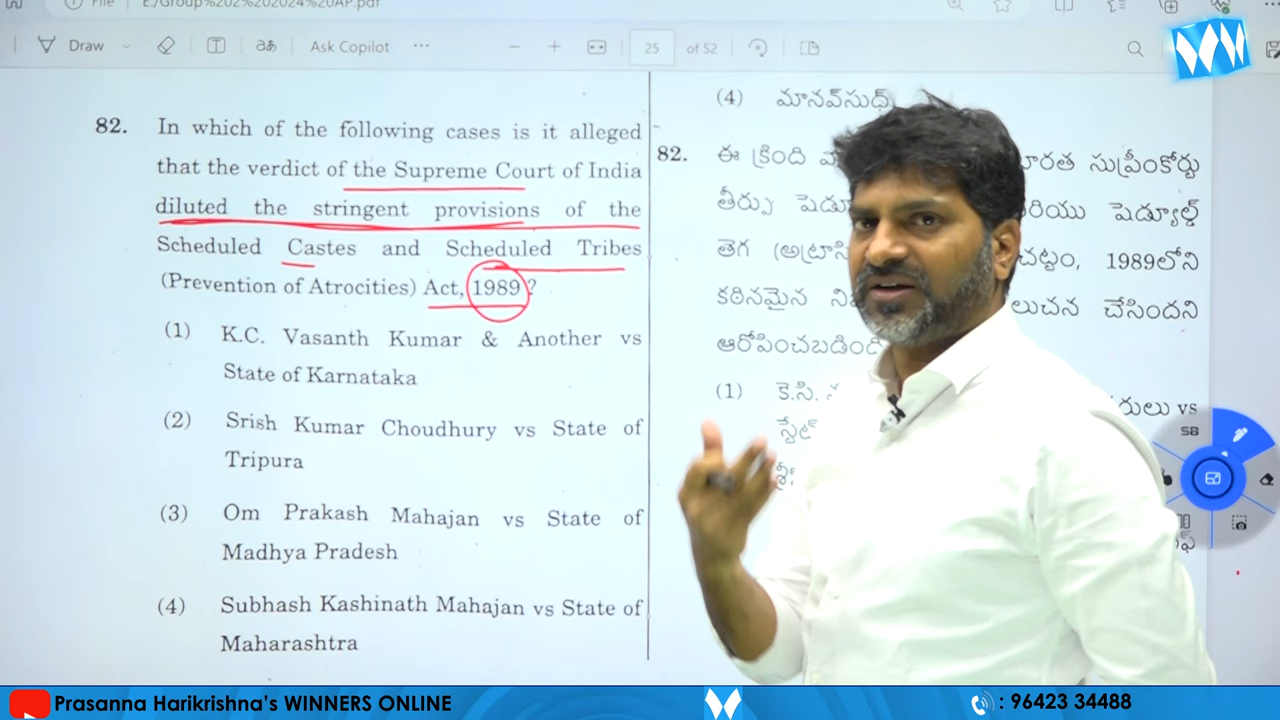 File
E:/Group%202%202024%20AP.pdf
Draw
aあ
Ask Copilot
25 of 52
82. In which of the following cases is it alleged
that the verdict of the Supreme Court of India
diluted the stringent provisions of the
Scheduled Castes and Scheduled Tribes
(Prevention of Atrocities) Act, 1989?
(1) K.C. Vasanth Kumar & Another vs
State of Karnataka
(2) Srish Kumar Choudhury vs State of
Tripura
(3) Om Prakash Mahajan vs State of
Madhya Pradesh
(4) Subhash Kashinath Mahajan vs State of
Maharashtra
(4) మానవ్‌సుధ్
82. ఈ క్రింది సుప్రీంకోర్టు
తీర్పు
తెగ చట్టం, 1989లోని
కఠినమైన చేసిందని
(1) కె.సి. vs
SB
Prasanna Harikrishna's WINNERS ONLINE
: 96423 34488